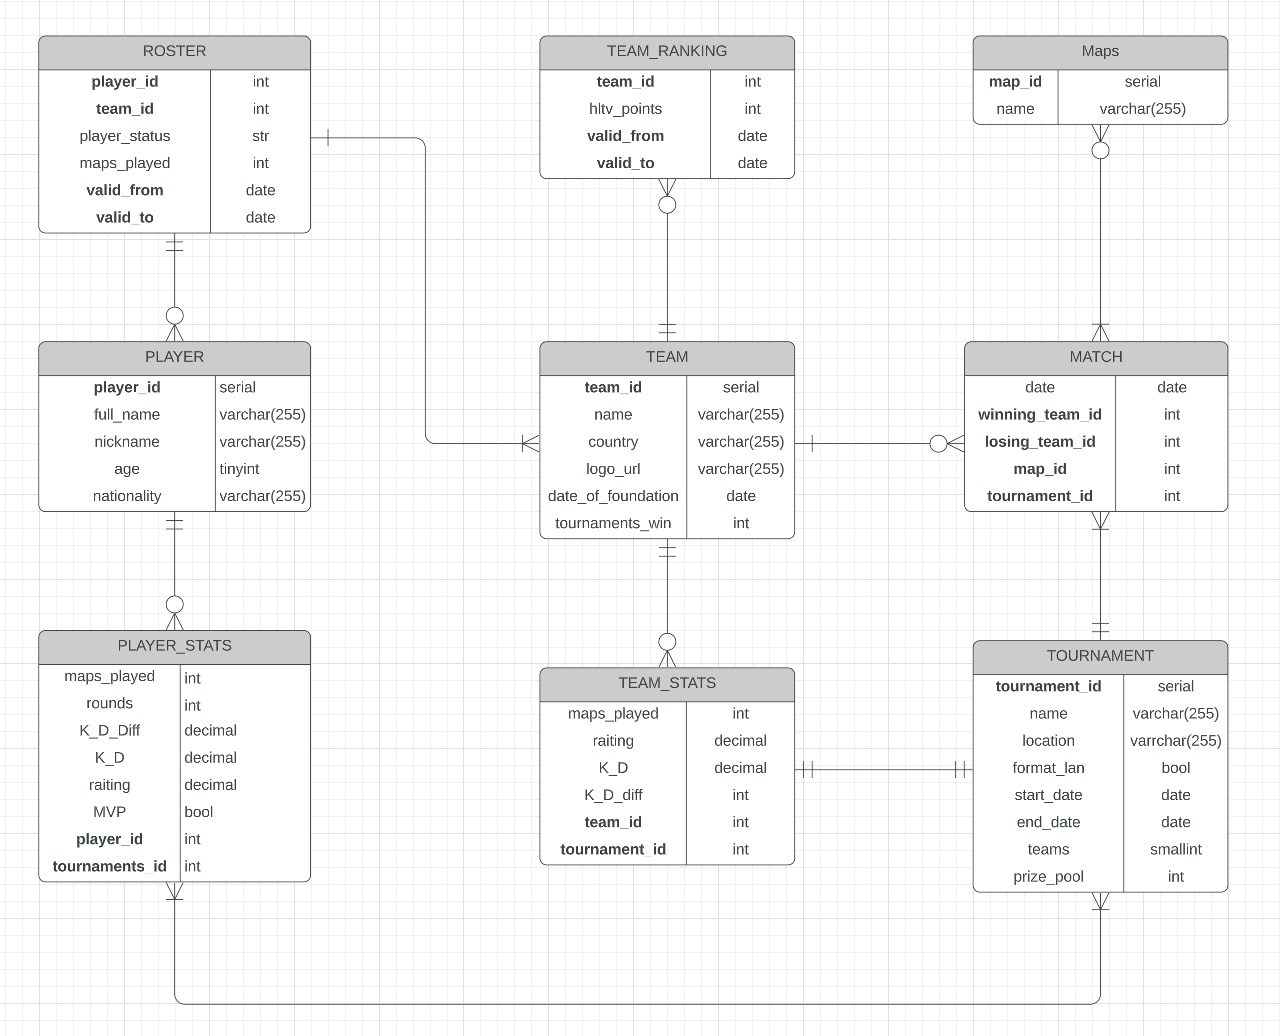 ROSTER
player_id int
team_id int
player_status str
maps_played int
valid_from date
valid_to date
TEAM_RANKING
team_id int
hltv_points int
valid_from date
valid_to date
Maps
map_id serial
name varchar(255)
PLAYER
player_id serial
full_name varchar(255)
nickname varchar(255)
age tinyint
nationality varchar(255)
TEAM
team_id serial
name varchar(255)
country varchar(255)
logo_url varchar(255)
date_of_foundation date
tournaments_win int
MATCH
date date
winning_team_id int
losing_team_id int
map_id int
tournament_id int
PLAYER_STATS
maps_played int
rounds int
K_D_Diff decimal
K_D decimal
raiting decimal
MVP bool
player_id int
tournaments_id int
TEAM_STATS
maps_played int
raiting decimal
K_D decimal
K_D_diff int
team_id int
tournament_id int
TOURNAMENT
tournament_id serial
name varchar(255)
location varrchar(255)
format_lan bool
start_date date
end_date date
teams smallint
prize_pool int